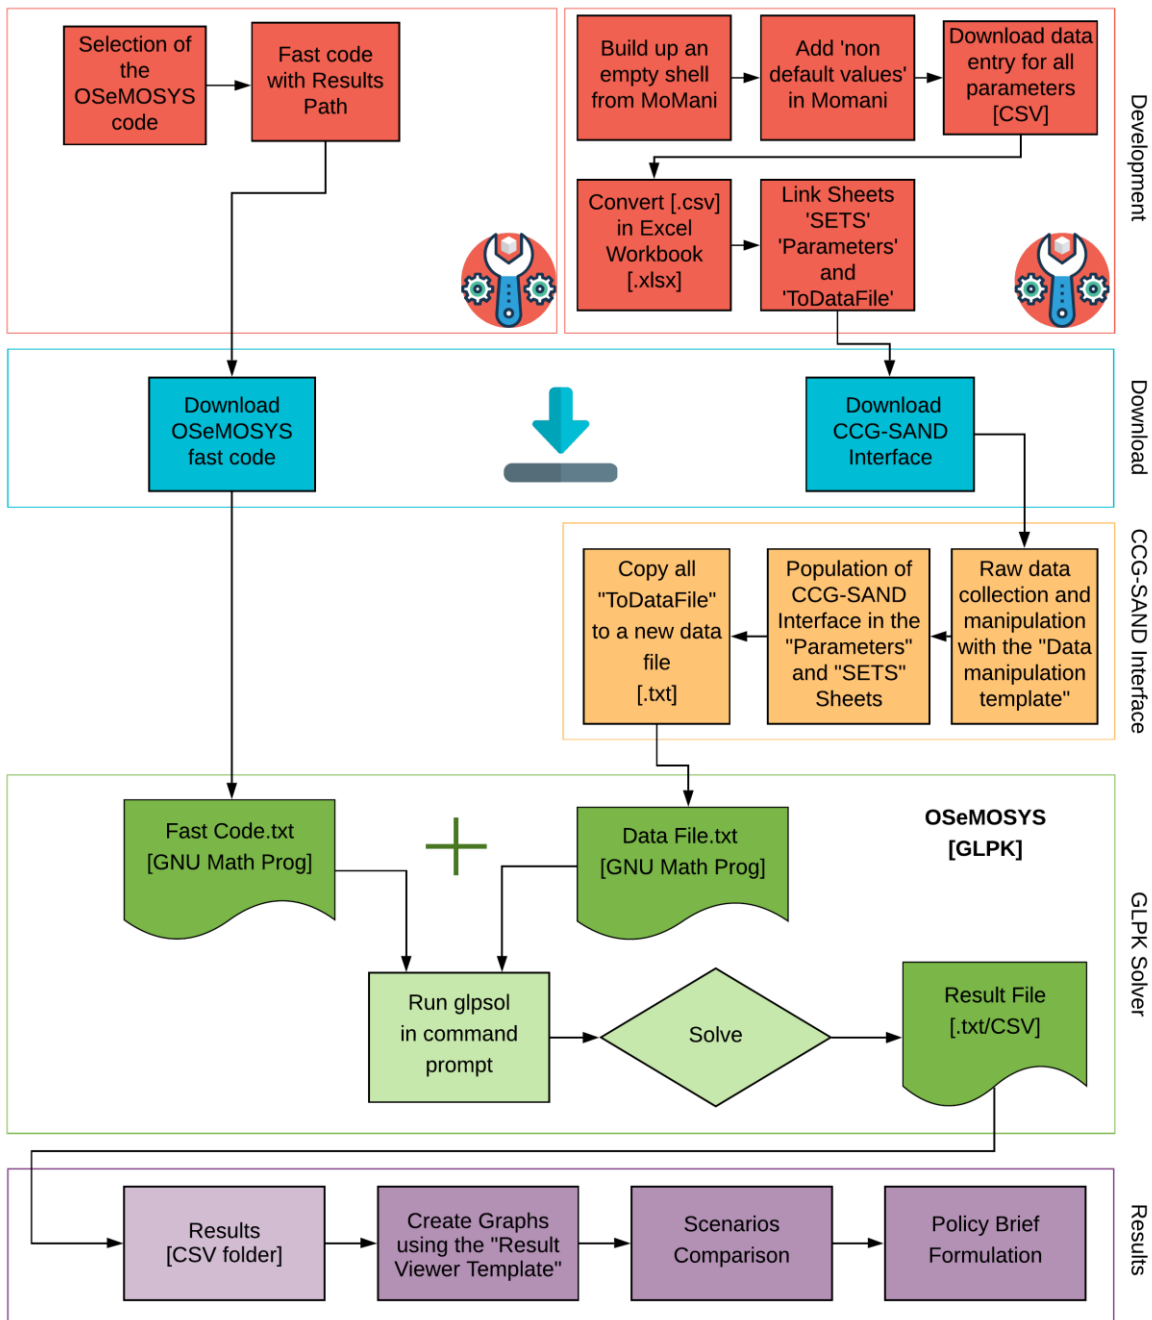 Selection of
the
OSeMOSYS
code
Fast code
with Results
Path
Build up an
empty shell
from MoMani
Add 'non
default values'
in Momani
Download data
entry for all
parameters
[CSV]
Convert [.csv]
in Excel
Workbook
[.xlsx]
Link Sheets
'SETS'
'Parameters'
and
'ToDataFile'
Development
Download
OSeMOSYS
fast code
Download
CCG-SAND
Interface
Download
Copy all
"ToDataFile"
to a new data
file
[.txt]
Population of
CCG-SAND
Interface in the
"Parameters"
and "SETS"
Sheets
Raw data
collection and
manipulation
with the "Data
manipulation
template"
CCG-SAND Interface
Fast Code.txt
[GNU Math Prog]
Data File.txt
[GNU Math Prog]
OSeMOSYS
[GLPK]
Run glpsol
in command
prompt
Solve
Result File
[.txt/CSV]
GLPK Solver
Results
[CSV folder]
Create Graphs
using the "Result
Viewer Template"
Scenarios
Comparison
Policy Brief
Formulation
Results